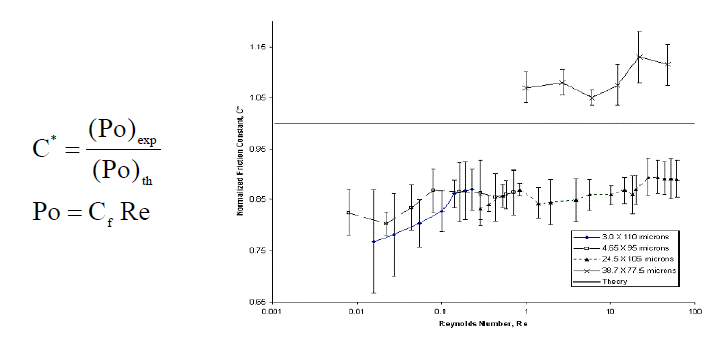 C* = (Po)exp / (Po)th
Po = Cf Re
Normalized Friction Constant, C*
1.15
1.05
0.95
0.85
0.75
0.65
0.001
0.01
0.1
1
10
100
Reynolds Number, Re
3.0 X 110 microns
4.65 X 95 microns
24.5 X 105 microns
38.7 X 77.5 microns
Theory